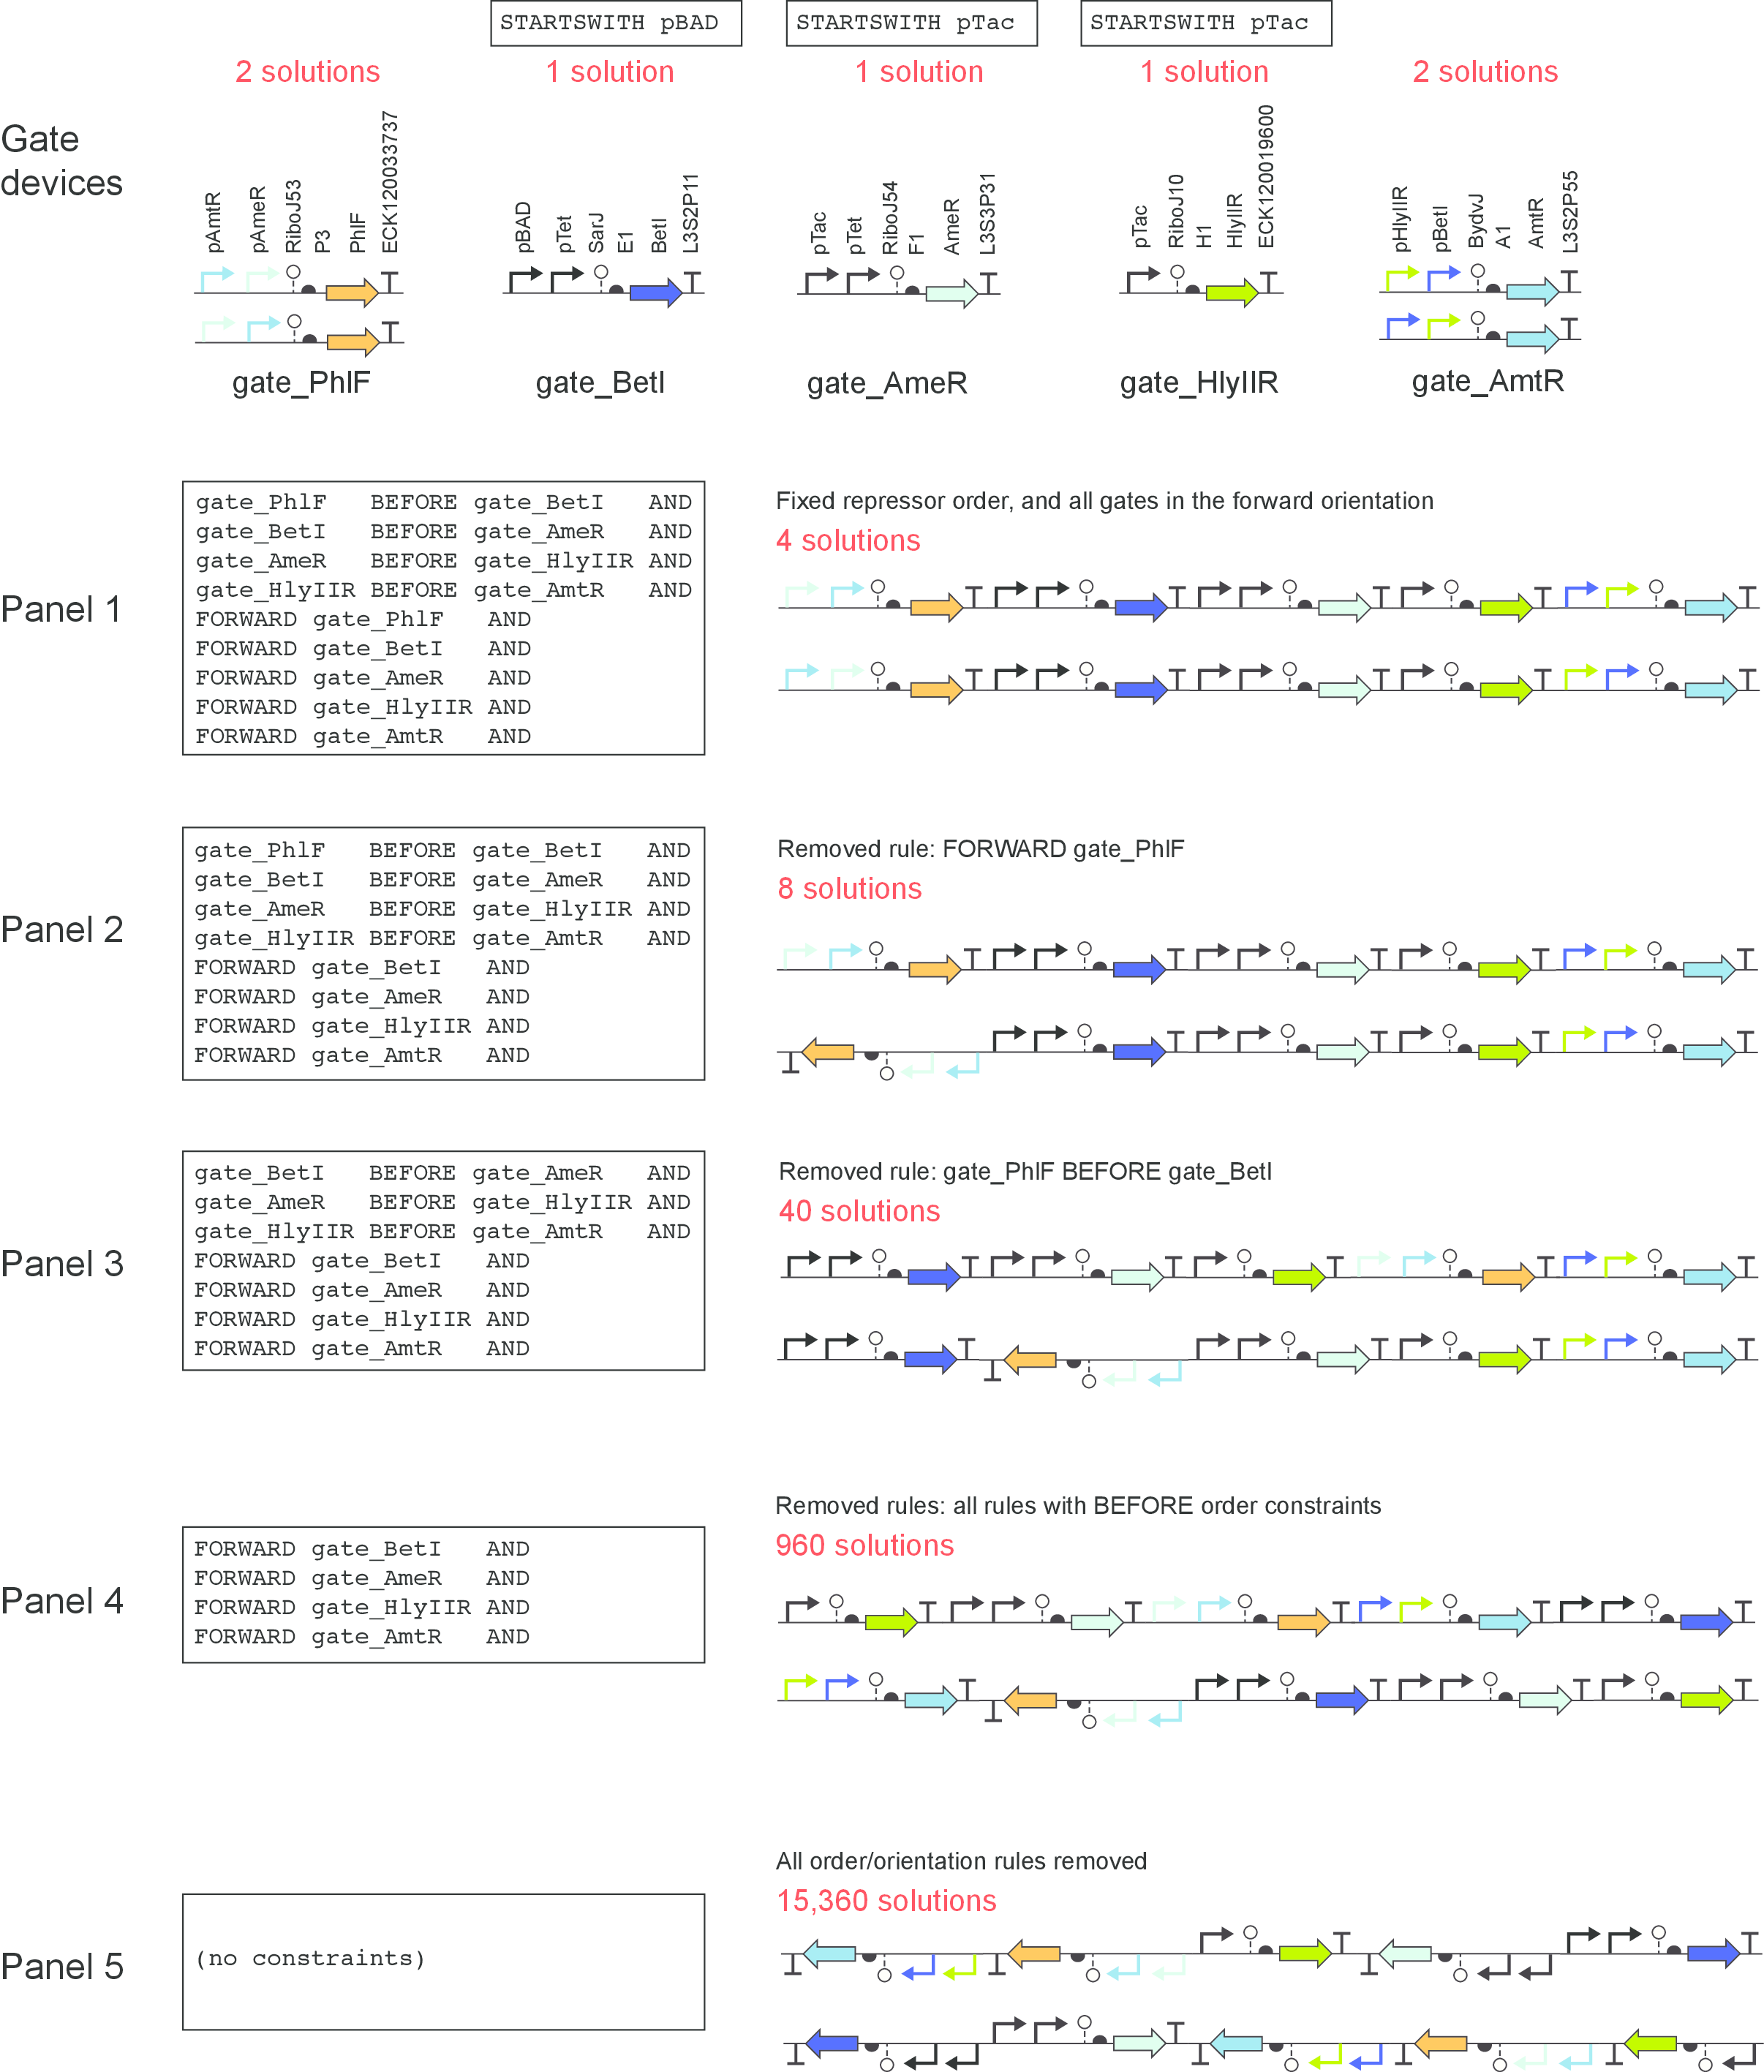 STARTSWITH pBAD
STARTSWITH pTac
STARTSWITH pTac
2 solutions
1 solution
1 solution
1 solution
2 solutions
Gate
devices
pAmtR
pAmeR
RiboJ53
P3
PhlF
ECK120033737
pBAD
pTet
SarJ
E1
BetI
L3S2P11
pTac
pTet
RiboJ54
F1
AmeR
L3S3P31
pTac
RiboJ10
H1
HlyIIR
ECK120019600
pHlyIIR
pBetI
BydvJ
A1
AmtR
L3S2P55
gate_PhlF
gate_BetI
gate_AmeR
gate_HlyIIR
gate_AmtR
Panel 1
gate_PhlF BEFORE gate_BetI AND
gate_BetI BEFORE gate_AmeR AND
gate_AmeR BEFORE gate_HlyIIR AND
gate_HlyIIR BEFORE gate_AmtR AND
FORWARD gate_PhlF AND
FORWARD gate_BetI AND
FORWARD gate_AmeR AND
FORWARD gate_HlyIIR AND
FORWARD gate_AmtR AND
Fixed repressor order, and all gates in the forward orientation
4 solutions
Panel 2
gate_PhlF BEFORE gate_BetI AND
gate_BetI BEFORE gate_AmeR AND
gate_AmeR BEFORE gate_HlyIIR AND
gate_HlyIIR BEFORE gate_AmtR AND
FORWARD gate_BetI AND
FORWARD gate_AmeR AND
FORWARD gate_HlyIIR AND
FORWARD gate_AmtR AND
Removed rule: FORWARD gate_PhlF
8 solutions
Panel 3
gate_BetI BEFORE gate_AmeR AND
gate_AmeR BEFORE gate_HlyIIR AND
gate_HlyIIR BEFORE gate_AmtR AND
FORWARD gate_BetI AND
FORWARD gate_AmeR AND
FORWARD gate_HlyIIR AND
FORWARD gate_AmtR AND
Removed rule: gate_PhlF BEFORE gate_BetI
40 solutions
Panel 4
FORWARD gate_BetI AND
FORWARD gate_AmeR AND
FORWARD gate_HlyIIR AND
FORWARD gate_AmtR AND
Removed rules: all rules with BEFORE order constraints
960 solutions
Panel 5
(no constraints)
All order/orientation rules removed
15,360 solutions